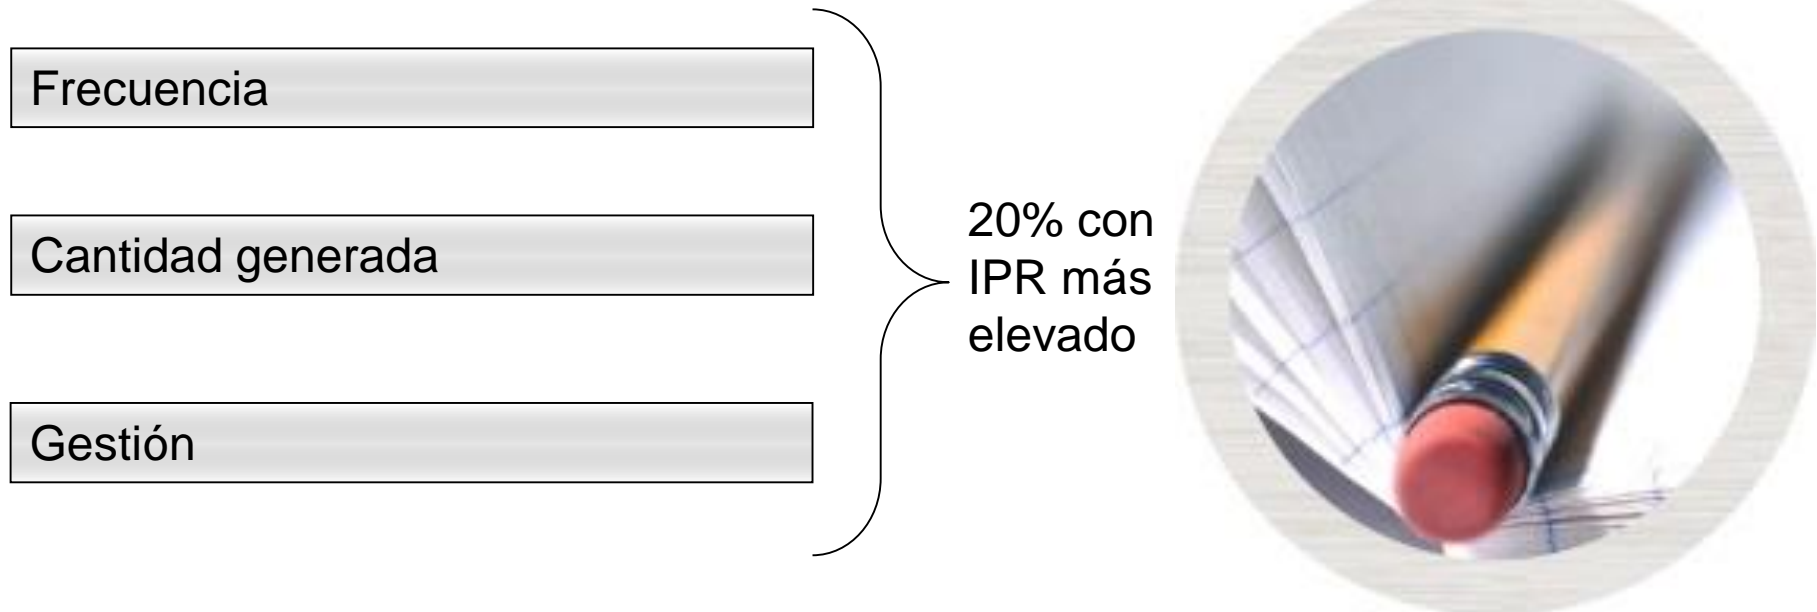 Frecuencia
Cantidad generada
Gestión
20% con
IPR más
elevado